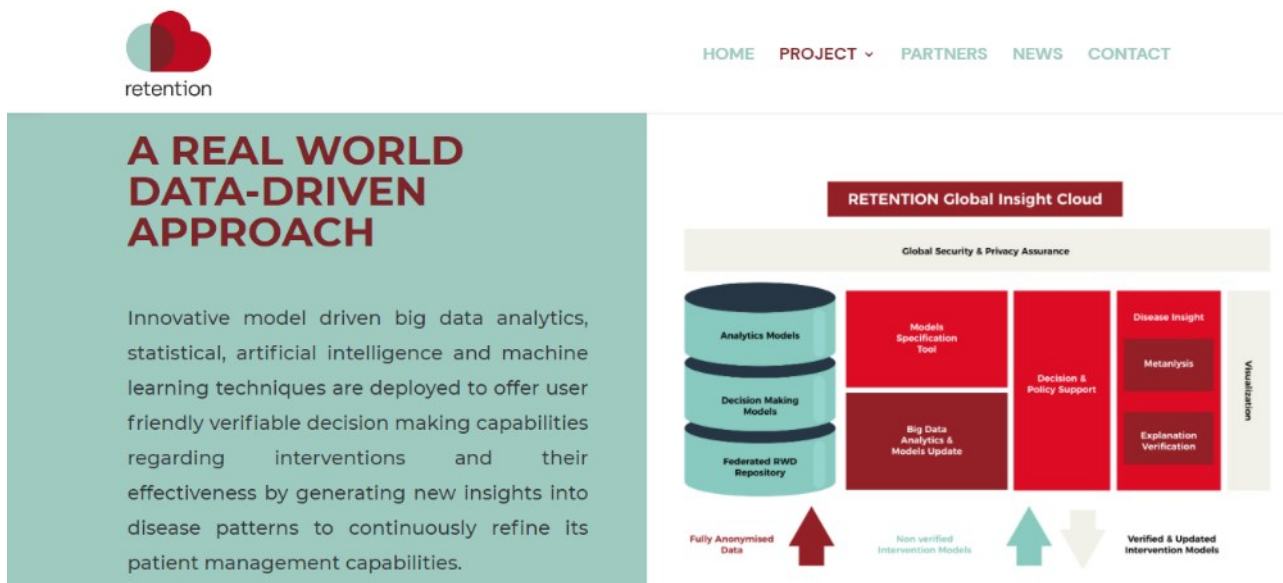 retention
HOME PROJECT PARTNERS NEWS CONTACT
A REAL WORLD
DATA-DRIVEN
APPROACH
Innovative model driven big data analytics,
statistical, artificial intelligence and machine
learning techniques are deployed to offer user
friendly verifiable decision making capabilities
regarding interventions and their
effectiveness by generating new insights into
disease patterns to continuously refine its
patient management capabilities.
RETENTION Global Insight Cloud
Global Security & Privacy Assurance
Analytics Models
Decision Making
Models
Federated RWD
Repository
Models
Specification
Tool
Big Data
Analytics &
Models Update
Decision &
Policy Support
Disease Insight
Metanlysis
Explanation
Verification
Visualization
Fully Anonymised
Data
Non verified
Intervention Models
Verified & Updated
Intervention Models